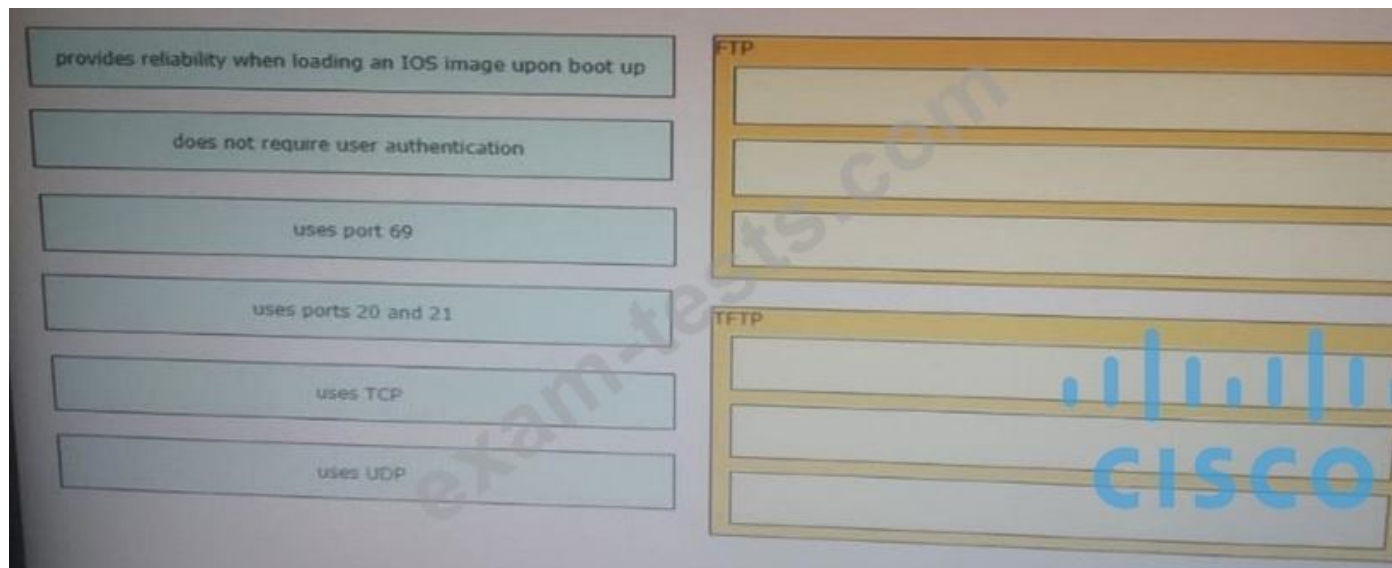 provides reliability when loading an IOS image upon boot up
does not require user authentication
uses port 69
uses ports 20 and 21
uses TCP
uses UDP
FTP
TFTP
exam-tests.com
CISCO